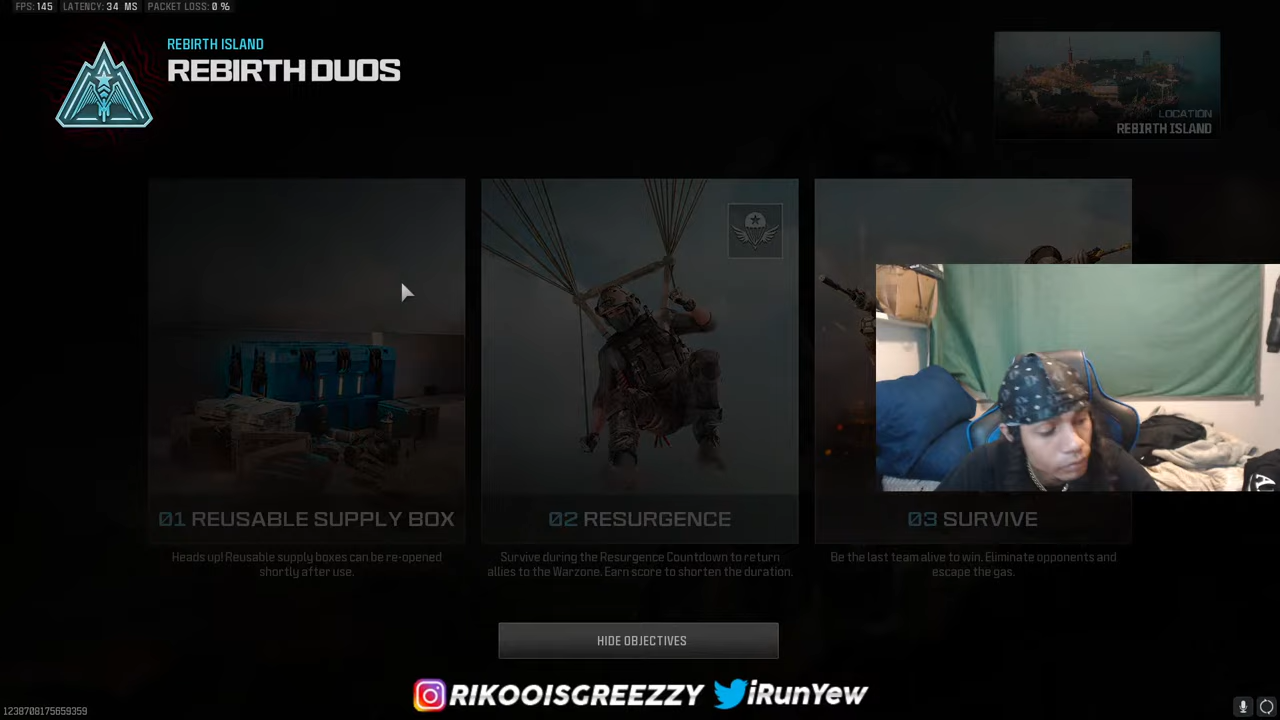 FPS: 145 LATENCY: 34 MS PACKET LOSS: 0 %
REBIRTH ISLAND
REBIRTH DUOS
LOCATION
REBIRTH ISLAND
01 REUSABLE SUPPLY BOX
Heads up! Reusable supply boxes can be re-opened
shortly after use.
02 RESURGENCE
Survive during the Resurgence Countdown to return
allies to the Warzone. Earn score to shorten the duration.
03 SURVIVE
Be the last team alive to win. Eliminate opponents and
escape the gas.
HIDE OBJECTIVES
RIKOOISGREEZZY iRunYew
1238708175659359